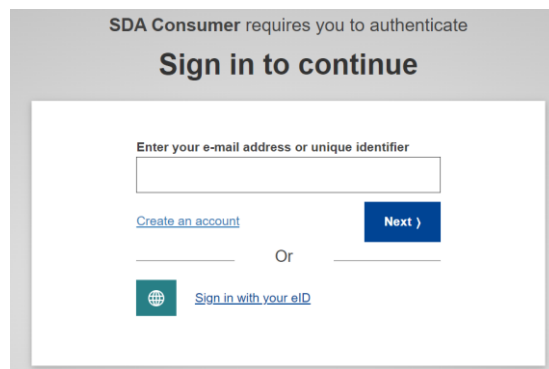 SDA Consumer requires you to authenticate
Sign in to continue
Enter your e-mail address or unique identifier
Create an account
Next ⟩
Or
Sign in with your eID